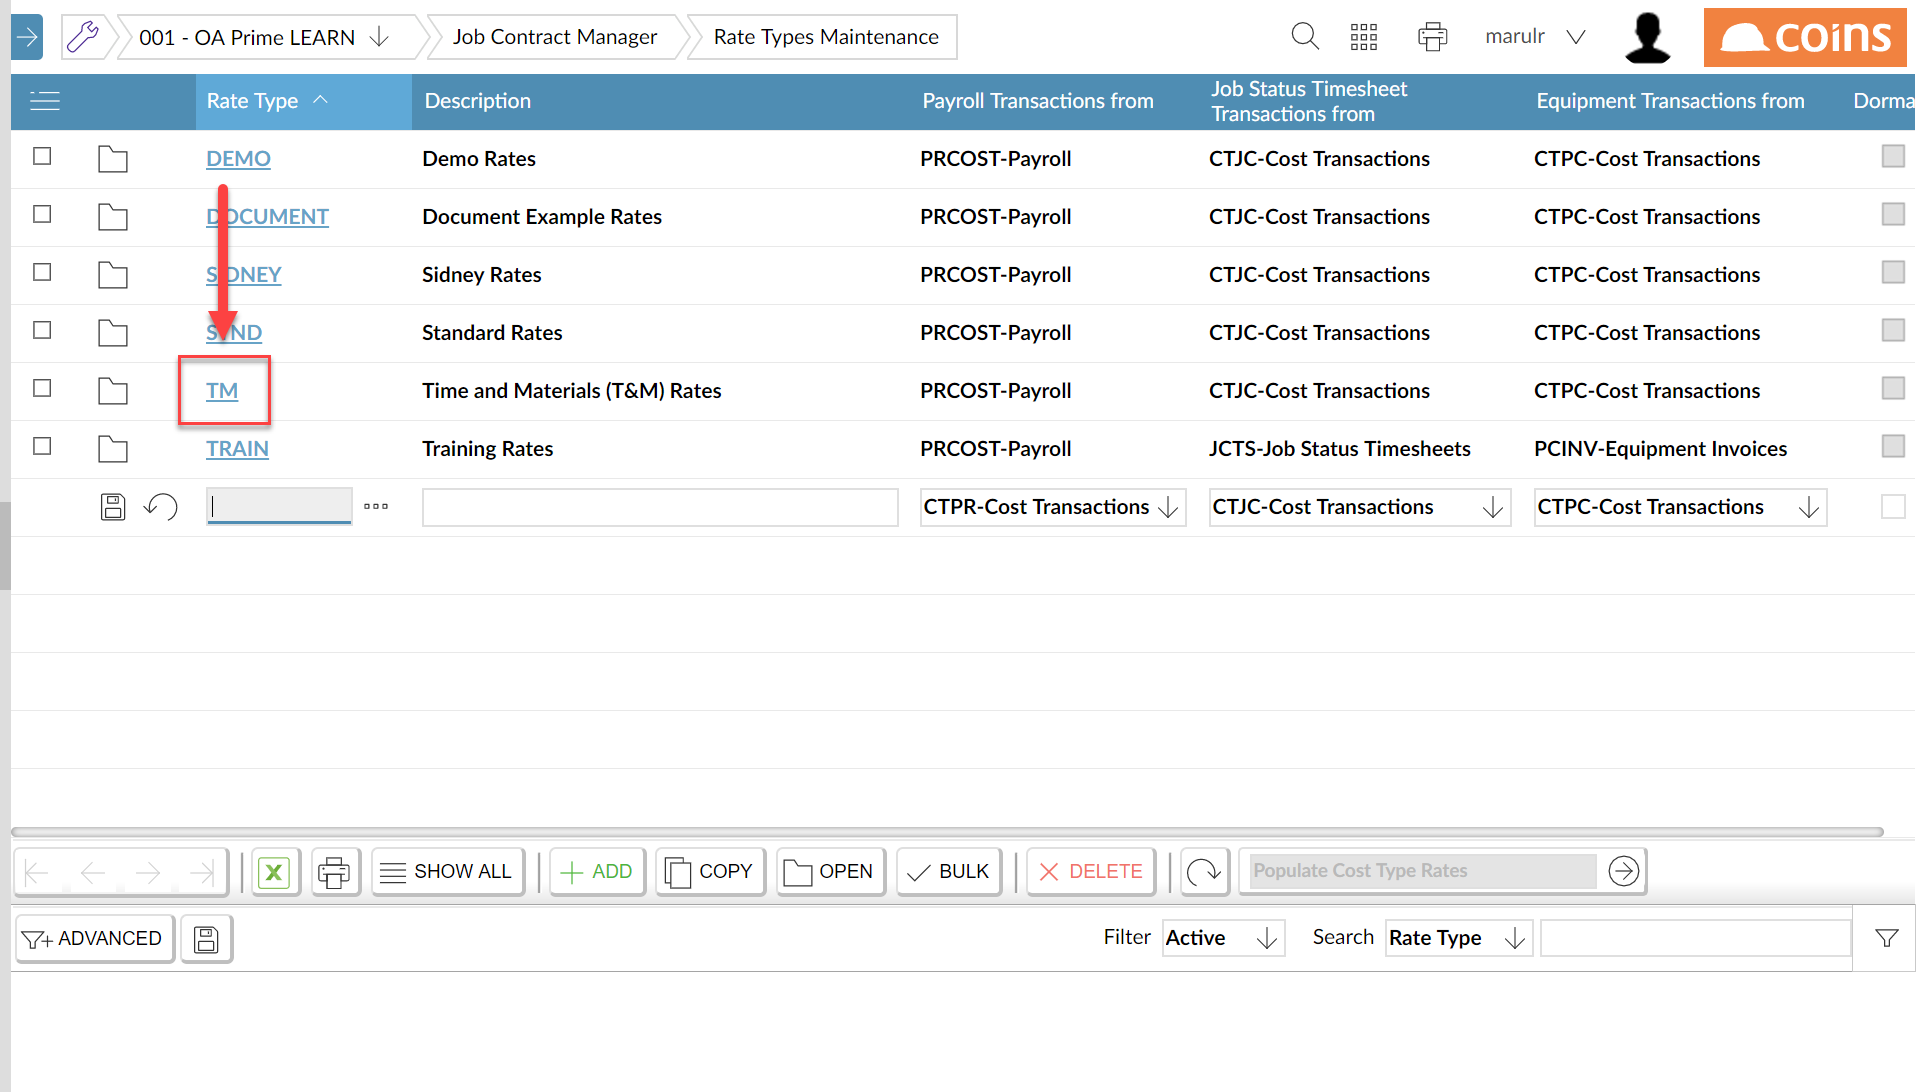 001 - OA Prime LEARN
Job Contract Manager
Rate Types Maintenance
marulr
coins
Rate Type
Description
Payroll Transactions from
Job Status Timesheet
Transactions from
Equipment Transactions from
Dorma
DEMO Demo Rates PRCOST-Payroll CTJC-Cost Transactions CTPC-Cost Transactions
DOCUMENT Document Example Rates PRCOST-Payroll CTJC-Cost Transactions CTPC-Cost Transactions
SIDNEY Sidney Rates PRCOST-Payroll CTJC-Cost Transactions CTPC-Cost Transactions
Standard Rates PRCOST-Payroll CTJC-Cost Transactions CTPC-Cost Transactions
TM Time and Materials (T&M) Rates PRCOST-Payroll CTJC-Cost Transactions CTPC-Cost Transactions
TRAIN Training Rates PRCOST-Payroll JCTS-Job Status Timesheets PCINV-Equipment Invoices
CTPR-Cost Transactions CTJC-Cost Transactions CTPC-Cost Transactions
X SHOW ALL ADD COPY OPEN BULK DELETE Populate Cost Type Rates
ADVANCED Filter Active Search Rate Type